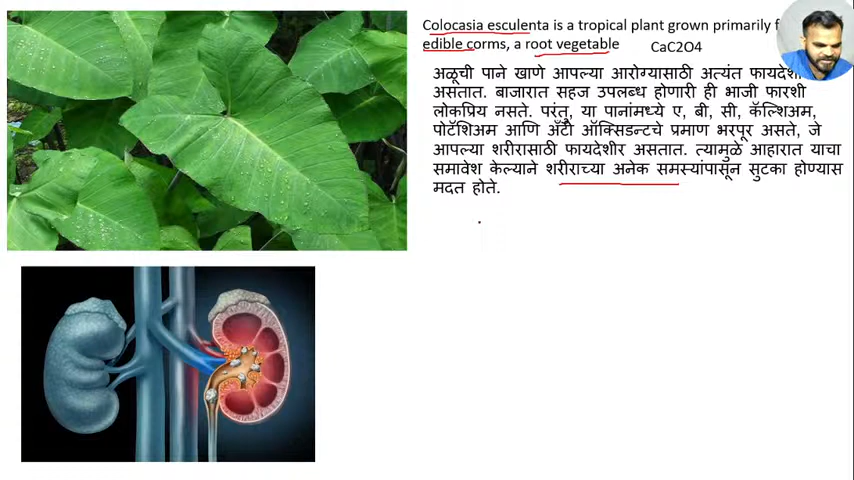 Colocasia esculenta is a tropical plant grown primarily
edible corms, a root vegetable
CaC2O4
अळूची पाने खाणे आपल्या आरोग्यासाठी अत्यंत
असतात. बाजारात सहज उपलब्ध होणारी ही भाजी फारशी
लोकप्रिय नसते. परंतु, या पानांमध्ये ए, बी, सी, कॅल्शिअम,
पोटॅशिअम आणि अँटी ऑक्सिडन्टचे प्रमाण भरपूर असते, जे
आपल्या शरीरासाठी फायदेशीर असतात. त्यामुळे आहारात याचा
समावेश केल्याने शरीराच्या अनेक समस्यांपासून सुटका होण्यास
मदत होते.